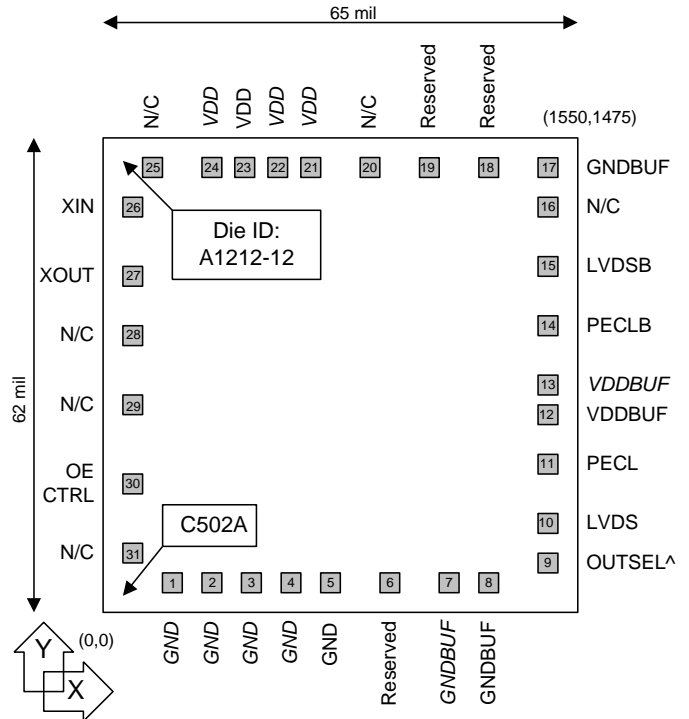 65 mil
N/C
VDD
VDD
VDD
VDD
N/C
Reserved
Reserved
(1550,1475)
25
24
23
22
21
20
19
18
17
GNDBUF
XIN
26
16
N/C
Die ID:
A1212-12
XOUT
27
15
LVDSB
N/C
28
14
PECLB
62 mil
13
VDDBUF
N/C
29
12
VDDBUF
OE
CTRL
30
11
PECL
C502A
10
LVDS
N/C
31
9
OUTSEL^
1
2
3
4
5
6
7
8
(0,0)
GND
GND
GND
GND
GND
Reserved
GNDBUF
GNDBUF
Y
X